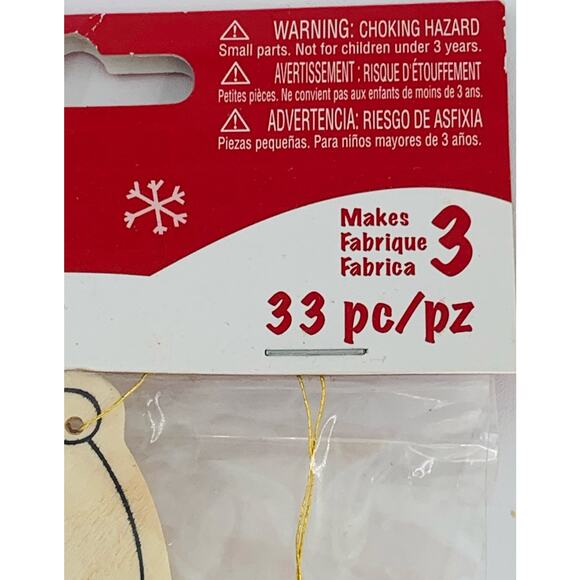 WARNING: CHOKING HAZARD
Small parts. Not for children under 3 years.
AVERTISSEMENT : RISQUE D'ÉTOUFFEMENT
Petites pièces. Ne convient pas aux enfants de moins de 3 ans.
ADVERTENCIA: RIESGO DE ASFIXIA
Piezas pequeñas. Para niños mayores de 3 años.
Makes
Fabrique 3
Fabrica
33 pc/pz